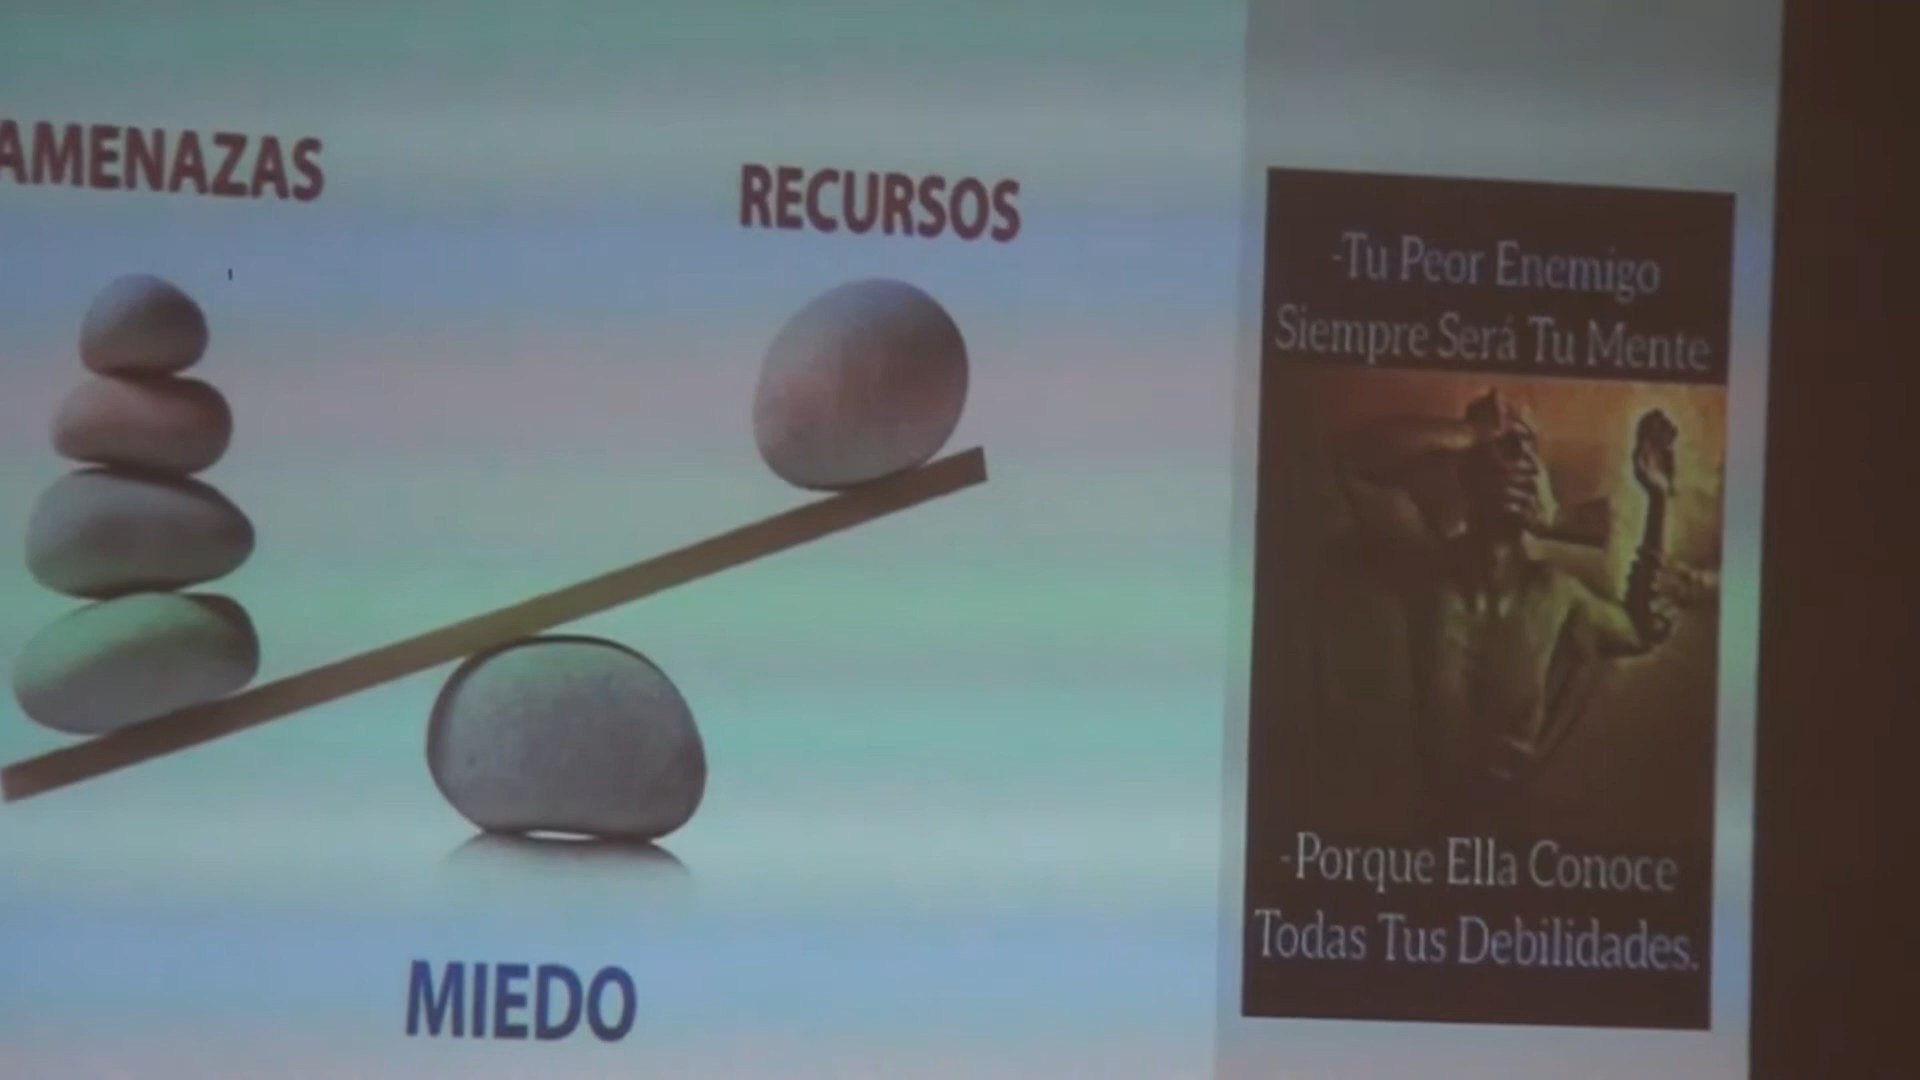 AMENAZAS
RECURSOS
MIEDO
-Tu Peor Enemigo
Siempre Será Tu Mente
-Porque Ella Conoce
Todas Tus Debilidades.